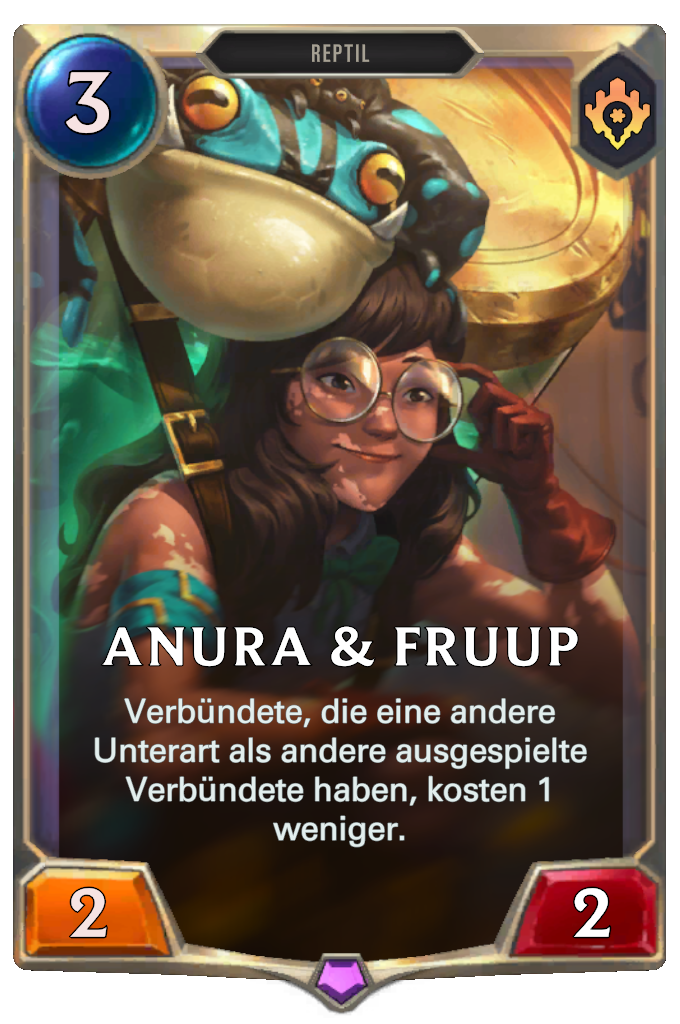 REPTIL
3
ANURA & FRUUP
Verbündete, die eine andere
Unterart als andere ausgespielte
Verbündete haben, kosten 1
weniger.
2
2